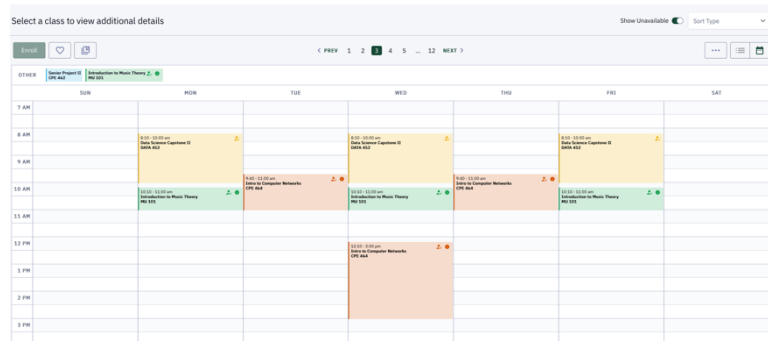 Select a class to view additional details
Show Unavailable
Sort Type
Enroll
< PREV 1 2 3 4 5 ... 12 NEXT >
OTHER
Senior Project II
CPE 462
Introduction to Music Theory
MU 101
SUN MON TUE WED THU FRI SAT
7 AM
8 AM
8:10 - 10:00 am
Data Science Capstone II
DATA 452
8:10 - 10:00 am
Data Science Capstone II
DATA 452
8:10 - 10:00 am
Data Science Capstone II
DATA 452
9 AM
9:40 - 11:00 am
Intro to Computer Networks
CPE 464
9:40 - 11:00 am
Intro to Computer Networks
CPE 464
10 AM
10:10 - 11:00 am
Introduction to Music Theory
MU 101
10:10 - 11:00 am
Introduction to Music Theory
MU 101
10:10 - 11:00 am
Introduction to Music Theory
MU 101
11 AM
12 PM
12:10 - 3:00 pm
Intro to Computer Networks
CPE 464
1 PM
2 PM
3 PM